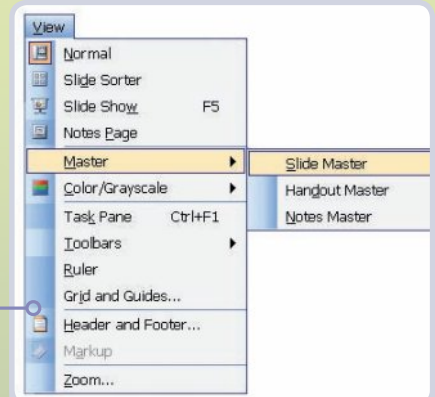 View
Normal
Slide Sorter
Slide Show F5
Notes Page
Master
Color/Grayscale
Task Pane Ctrl+F1
Toolbars
Ruler
Grid and Guides...
Header and Footer...
Markup
Zoom...
Slide Master
Handout Master
Notes Master